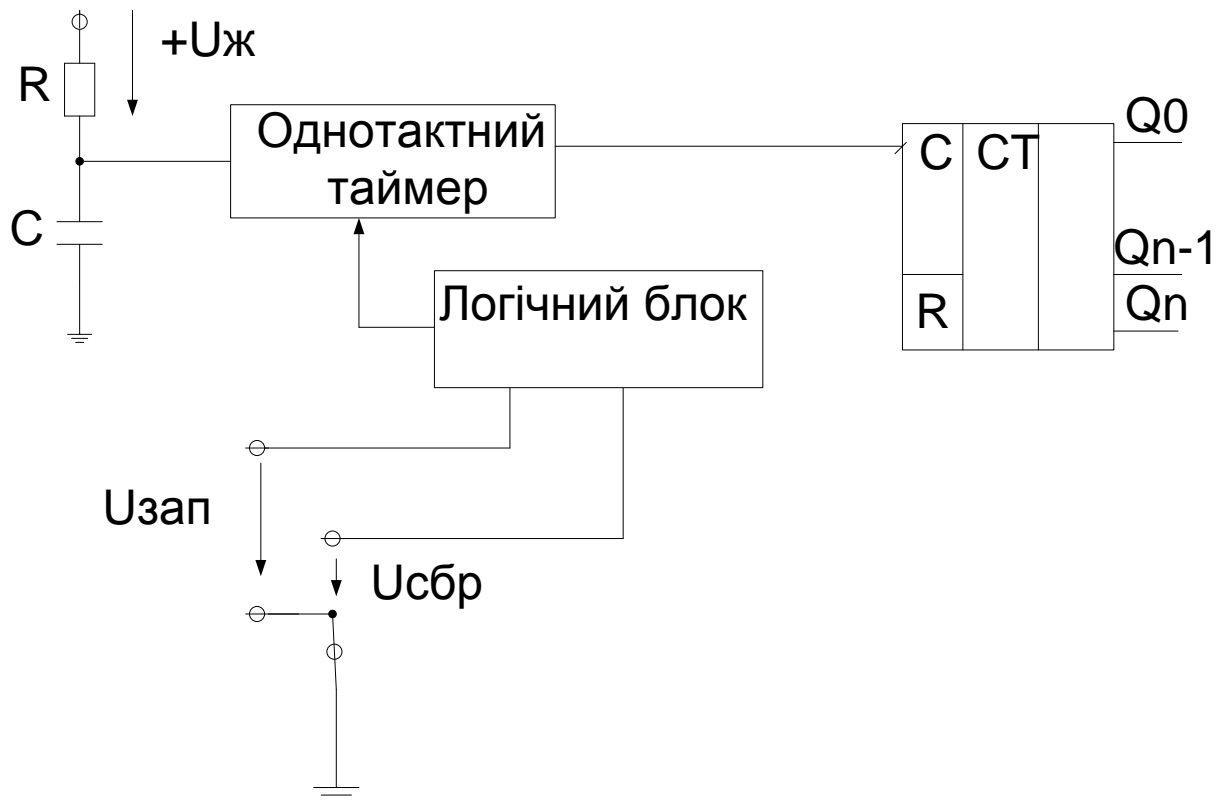 +Uж
R
Однотактний
таймер
C
Q0
C CT
Qn-1
R
Qn
Логічний блок
Uзап
Uсбр